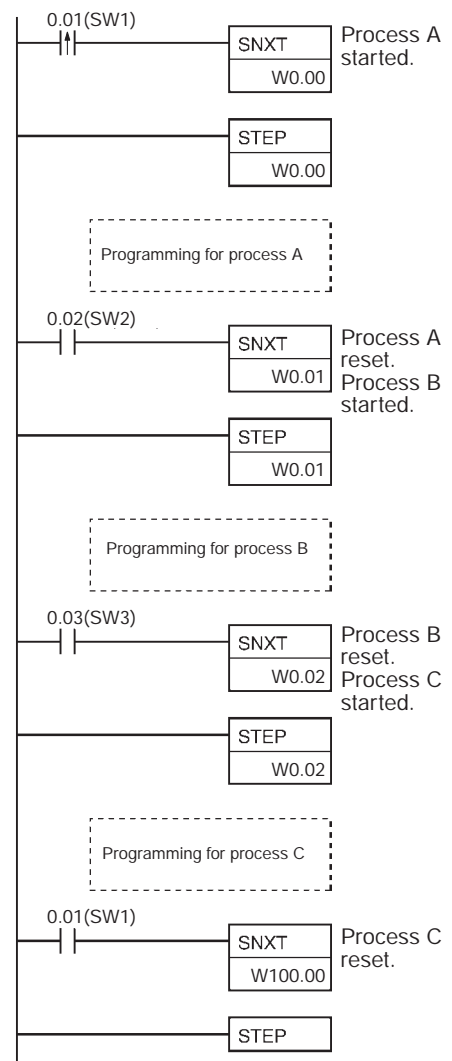 0.01(SW1)
SNXT
W0.00
Process A
started.
STEP
W0.00
Programming for process A
0.02(SW2)
SNXT
W0.01
Process A
reset.
Process B
started.
STEP
W0.01
Programming for process B
0.03(SW3)
SNXT
W0.02
Process B
reset.
Process C
started.
STEP
W0.02
Programming for process C
0.01(SW1)
SNXT
W100.00
Process C
reset.
STEP